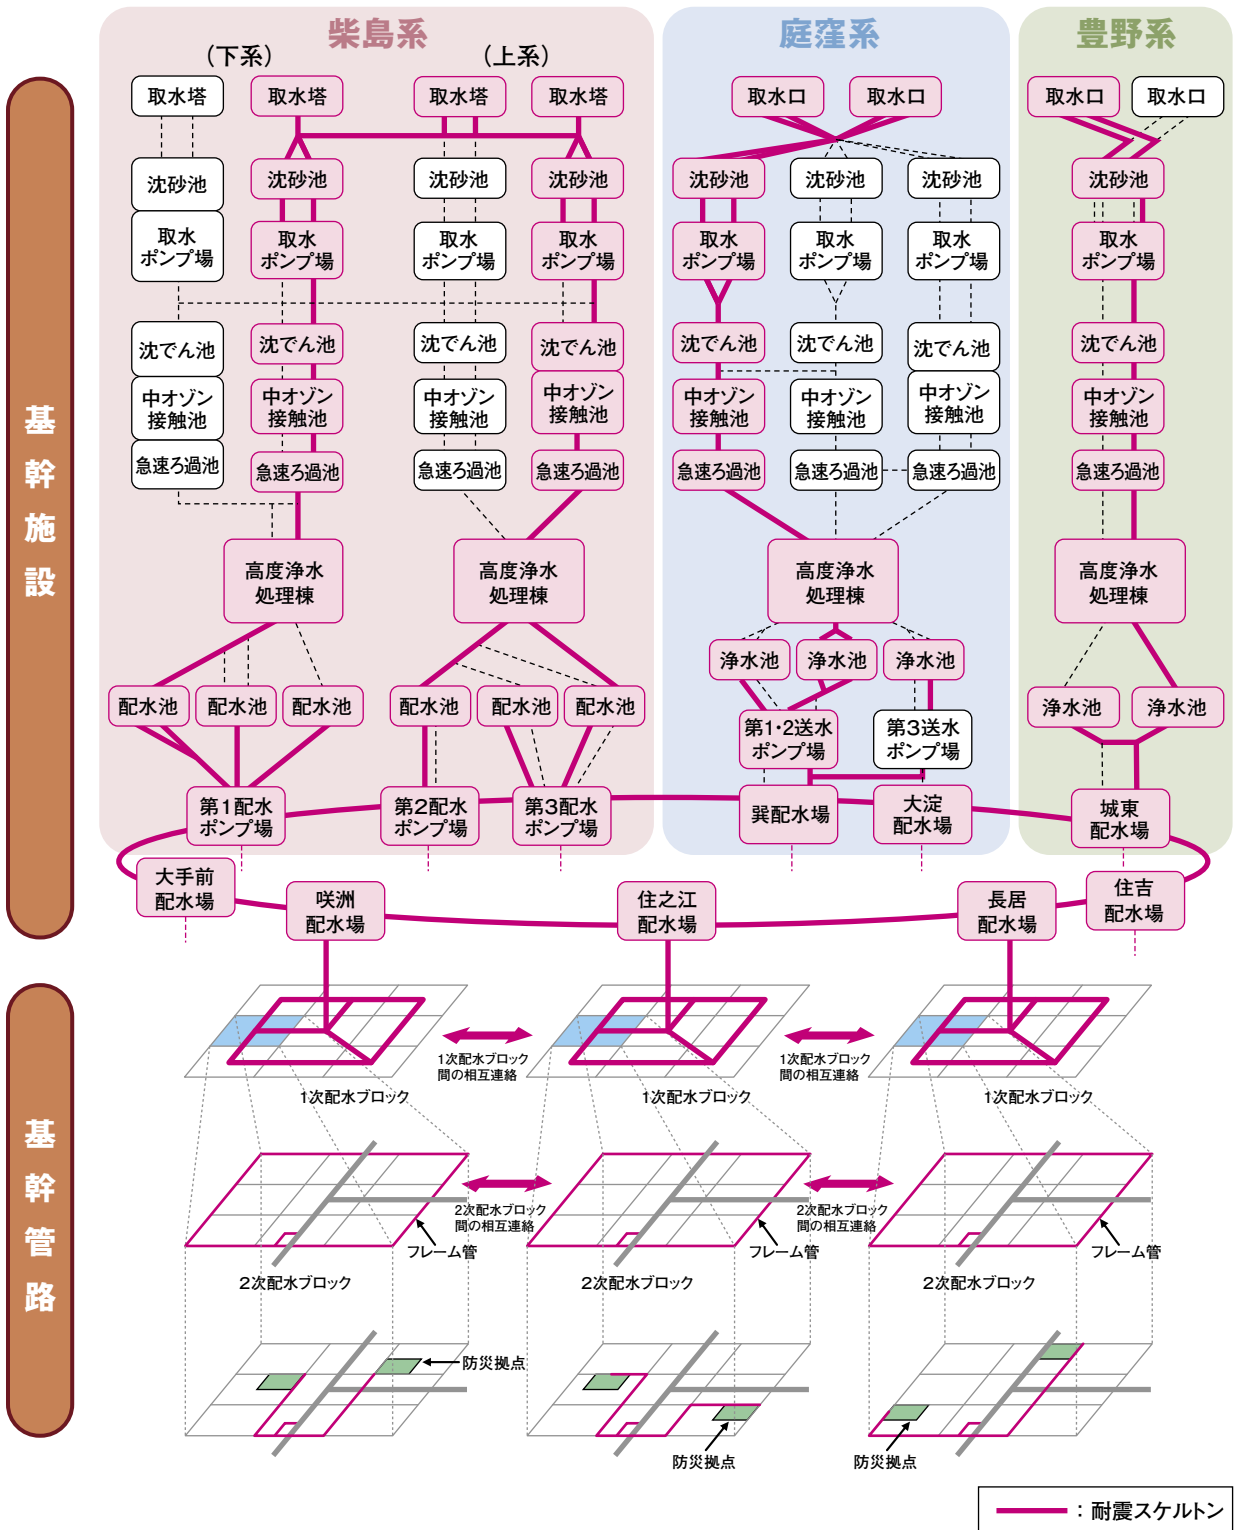 柴島系
庭窪系
豊野系
(下系)
(上系)
取水塔
取水塔
取水塔
取水塔
取水口
取水口
取水口
取水口
沈砂池
沈砂池
沈砂池
沈砂池
沈砂池
沈砂池
沈砂池
沈砂池
取水
ポンプ場
取水
ポンプ場
取水
ポンプ場
取水
ポンプ場
取水
ポンプ場
取水
ポンプ場
取水
ポンプ場
取水
ポンプ場
沈でん池
沈でん池
沈でん池
沈でん池
沈でん池
沈でん池
沈でん池
沈でん池
中オゾン
接触池
中オゾン
接触池
中オゾン
接触池
中オゾン
接触池
中オゾン
接触池
中オゾン
接触池
中オゾン
接触池
中オゾン
接触池
急速ろ過池
急速ろ過池
急速ろ過池
急速ろ過池
急速ろ過池
急速ろ過池
急速ろ過池
急速ろ過池
高度浄水
処理棟
高度浄水
処理棟
高度浄水
処理棟
高度浄水
処理棟
浄水池
浄水池
浄水池
配水池
配水池
配水池
配水池
配水池
配水池
浄水池
浄水池
第1・2送水
ポンプ場
第3送水
ポンプ場
第1配水
ポンプ場
第2配水
ポンプ場
第3配水
ポンプ場
巽配水場
大淀
配水場
城東
配水場
大手前
配水場
咲洲
配水場
住之江
配水場
長居
配水場
住吉
配水場
基幹施設
基幹管路
1次配水ブロック
間の相互連絡
1次配水ブロック
間の相互連絡
1次配水ブロック
1次配水ブロック
1次配水ブロック
2次配水ブロック
間の相互連絡
2次配水ブロック
間の相互連絡
フレーム管
フレーム管
フレーム管
2次配水ブロック
2次配水ブロック
2次配水ブロック
防災拠点
防災拠点
防災拠点
：耐震スケルトン